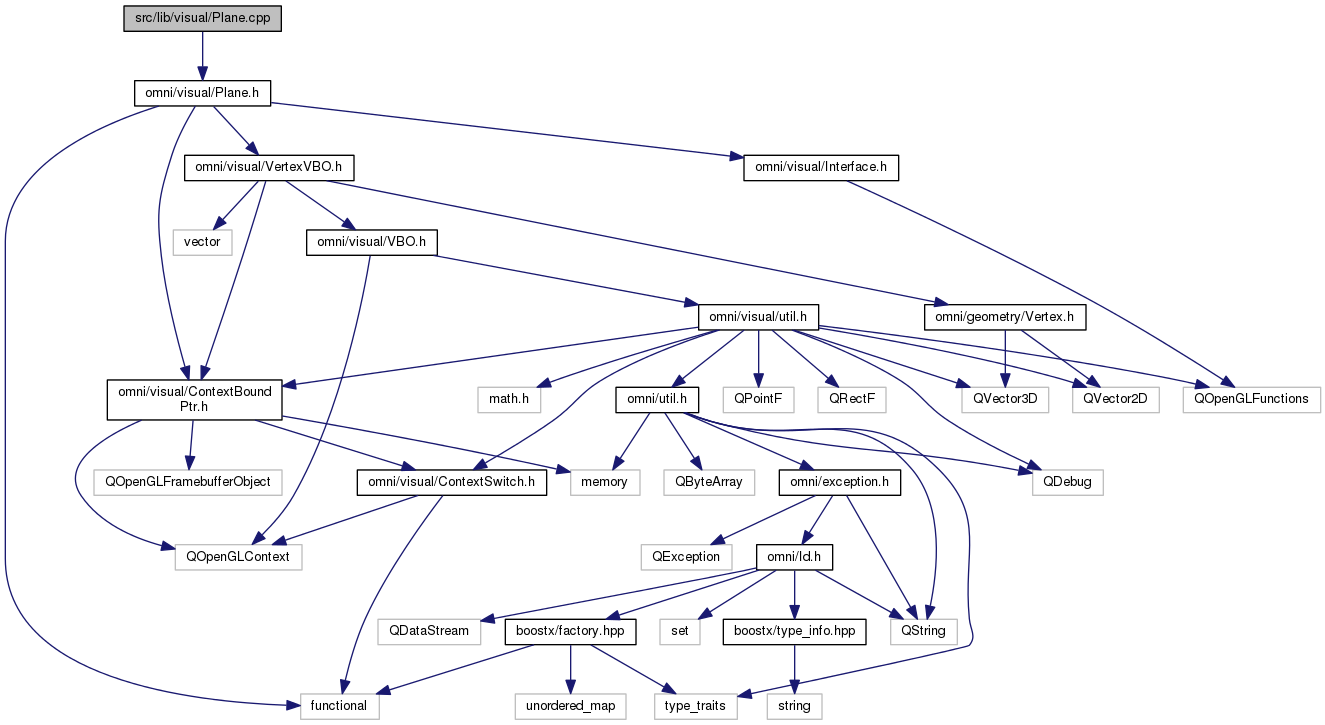 src/lib/visual/Plane.cpp
omni/visual/Plane.h
omni/visual/VertexVBO.h
omni/visual/Interface.h
vector
omni/visual/VBO.h
omni/visual/util.h
omni/geometry/Vertex.h
omni/visual/ContextBound
Ptr.h
math.h
omni/util.h
QPointF
QRectF
QVector3D
QVector2D
QOpenGLFunctions
QOpenGLFramebufferObject
omni/visual/ContextSwitch.h
memory
QByteArray
omni/exception.h
QDebug
QOpenGLContext
QException
omni/Id.h
QDataStream
boostx/factory.hpp
set
boostx/type_info.hpp
QString
functional
unordered_map
type_traits
string